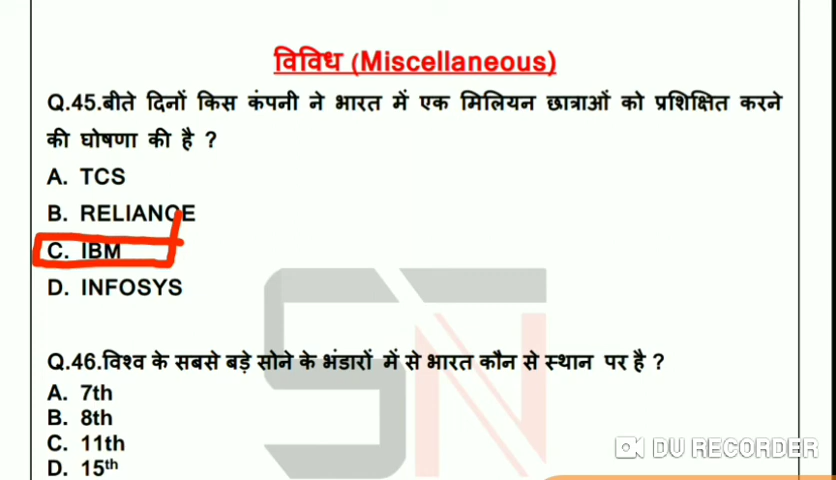 विविध (Miscellaneous)
Q.45.बीते दिनों किस कंपनी ने भारत में एक मिलियन छात्राओं को प्रशिक्षित करने
की घोषणा की है ?
A. TCS
B. RELIANCE
C. IBM
D. INFOSYS
Q.46.विश्व के सबसे बड़े सोने के भंडारों में से भारत कौन से स्थान पर है ?
A. 7th
B. 8th
C. 11th
D. 15th
SN
DU RECORDER